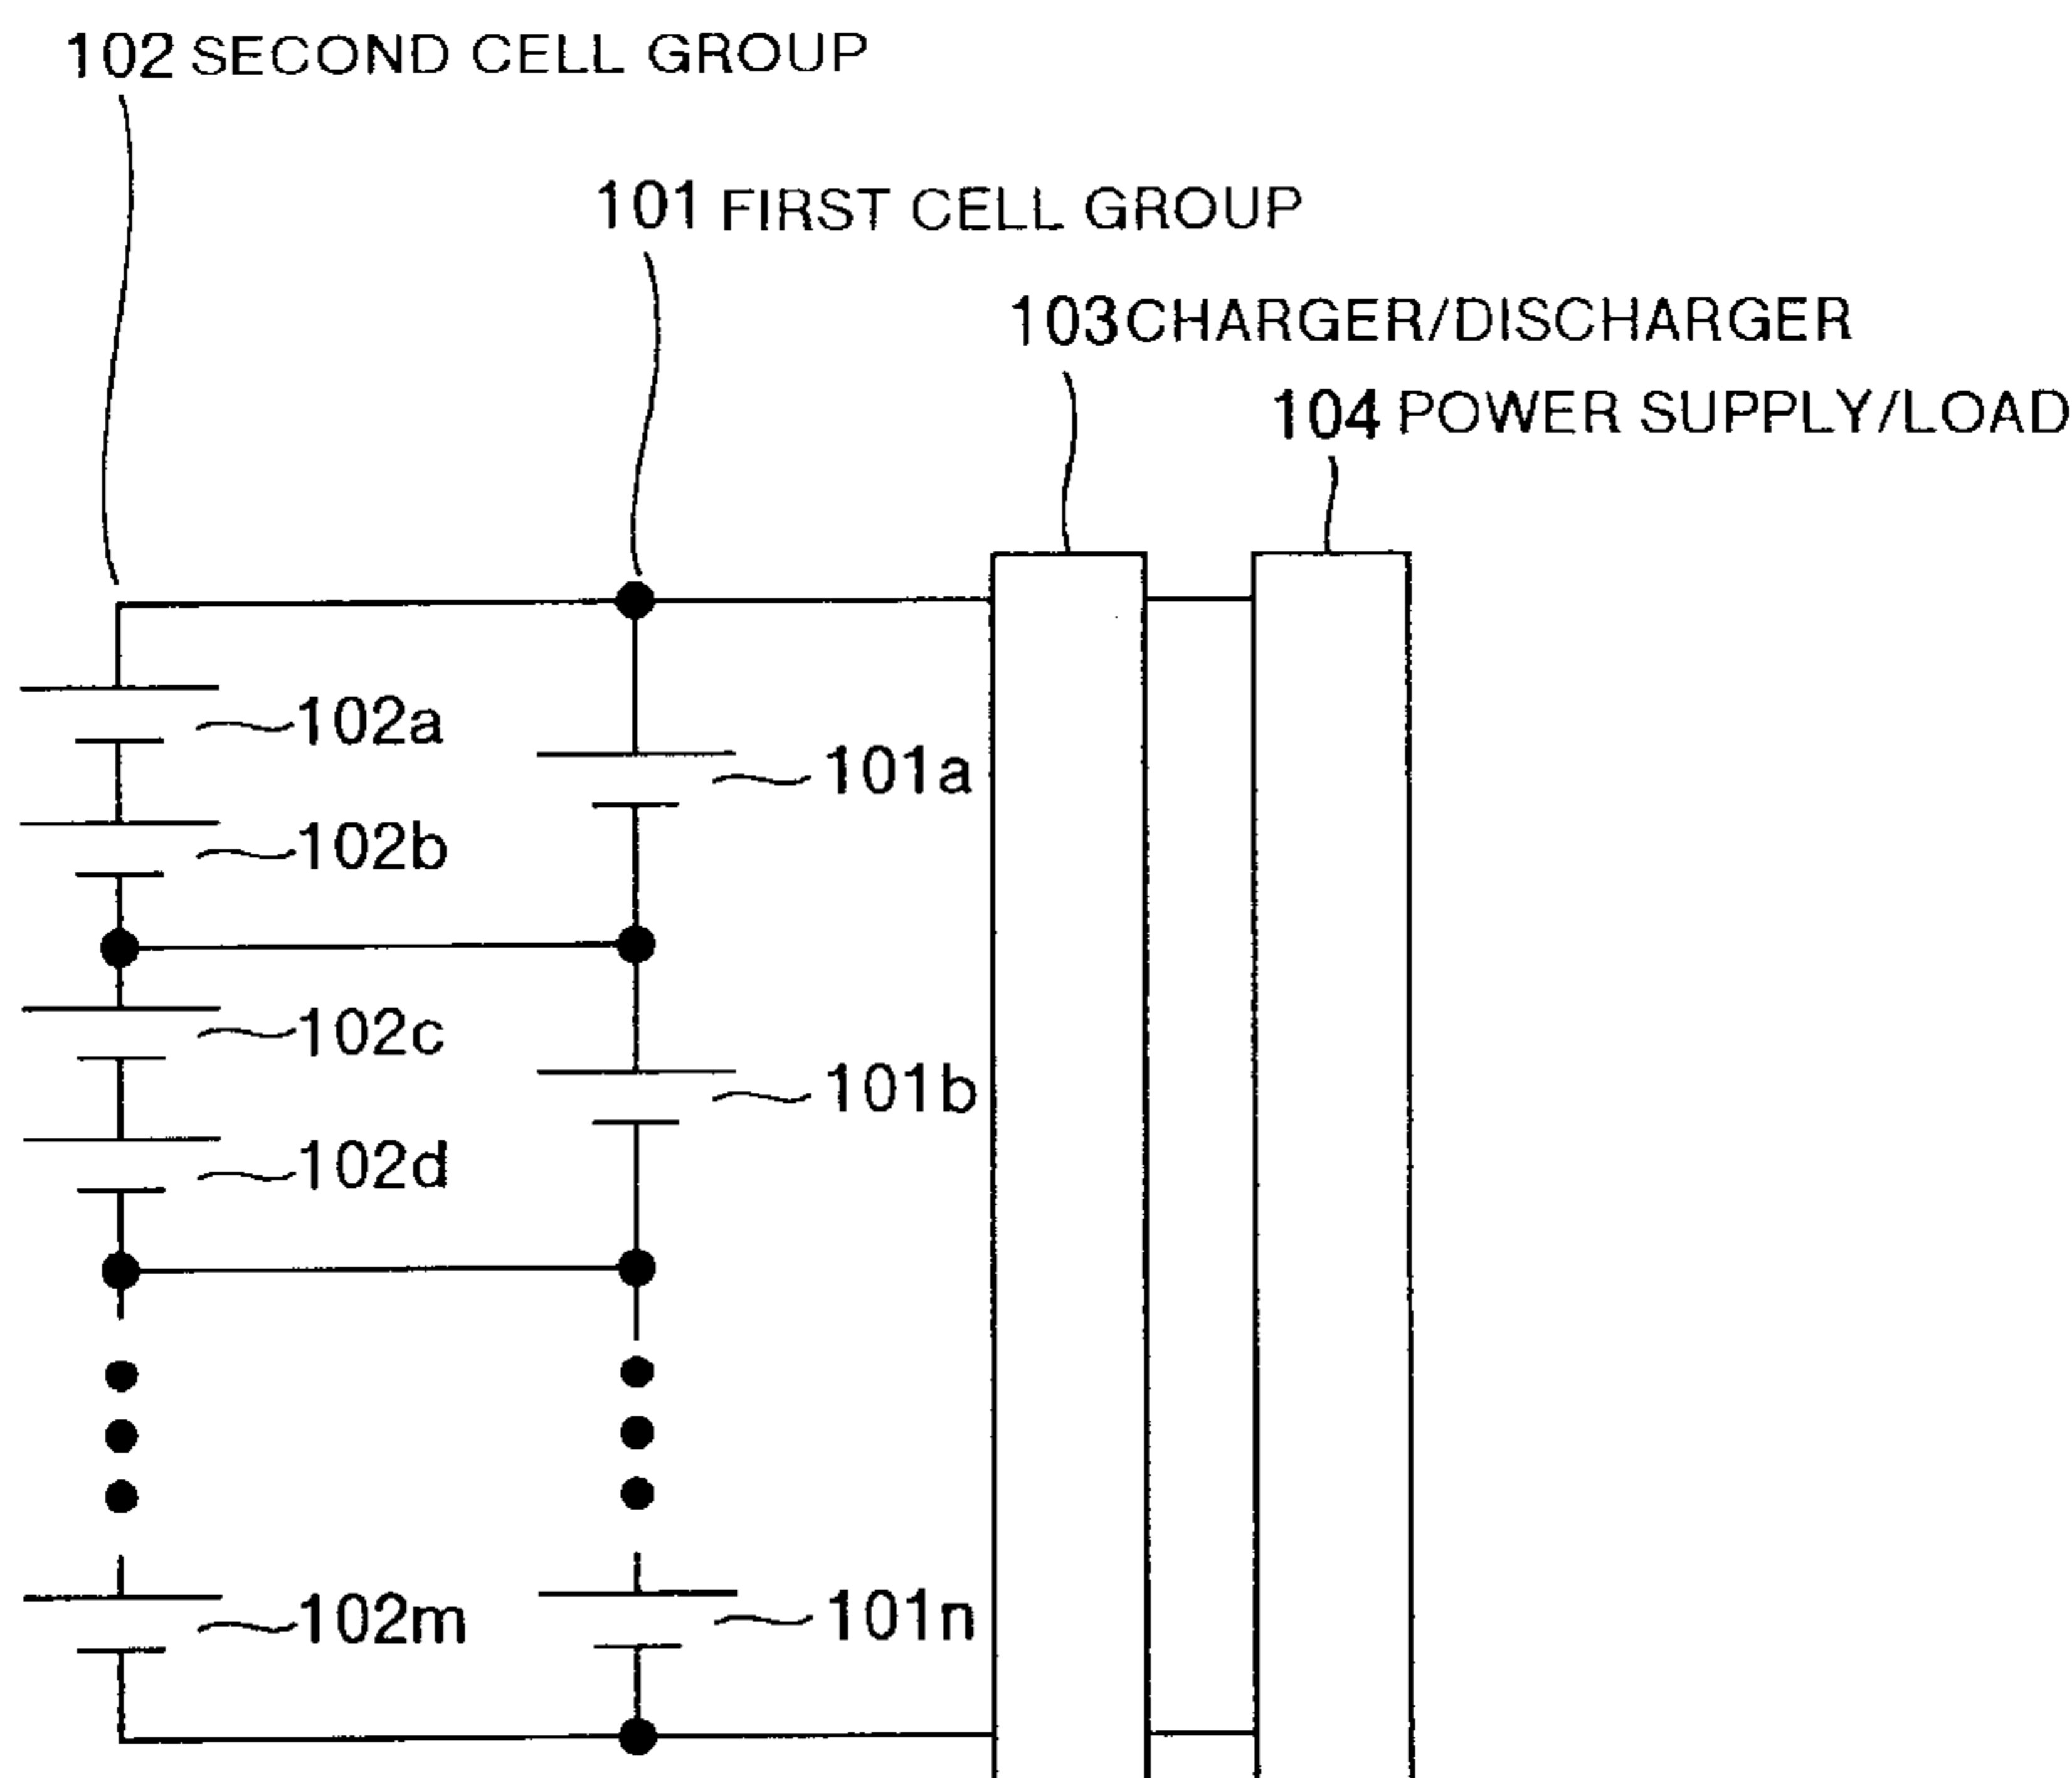 102 SECOND CELL GROUP
101 FIRST CELL GROUP
103 CHARGER/DISCHARGER
104 POWER SUPPLY/LOAD
102a
101a
102b
102c
101b
102d
102m
101n